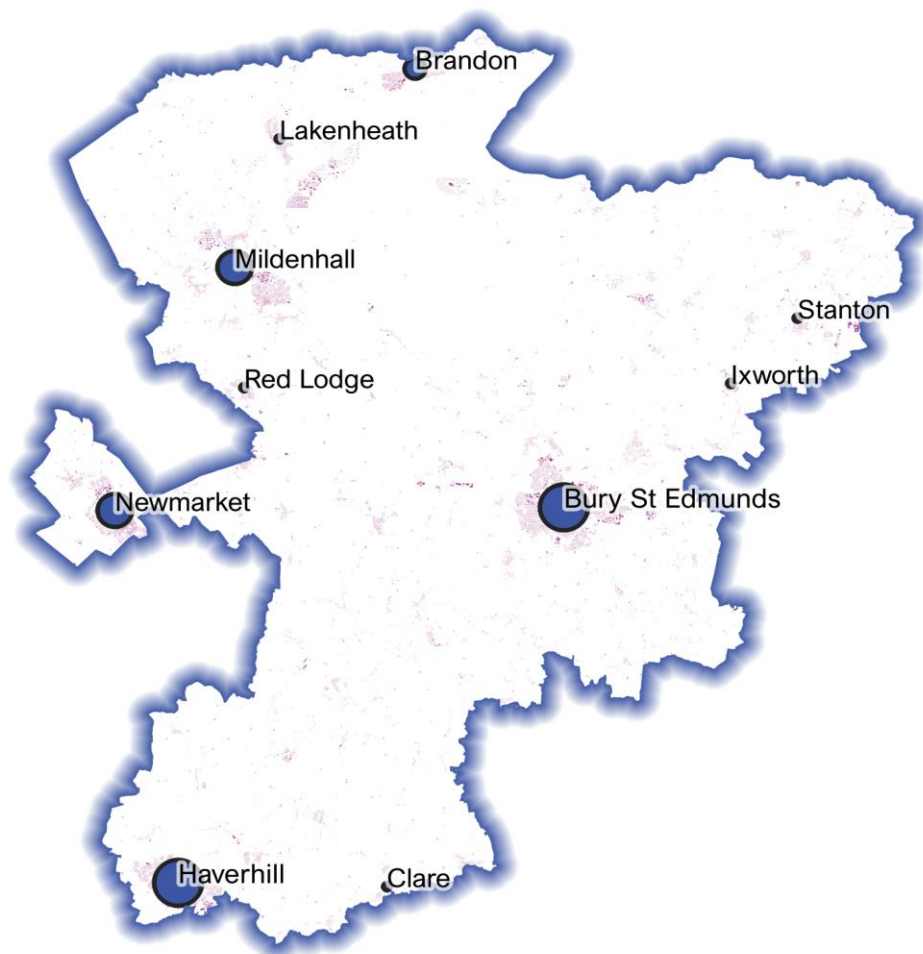 Brandon
Lakenheath
Mildenhall
Stanton
Red Lodge
Ixworth
Newmarket
Bury St Edmunds
Haverhill
Clare